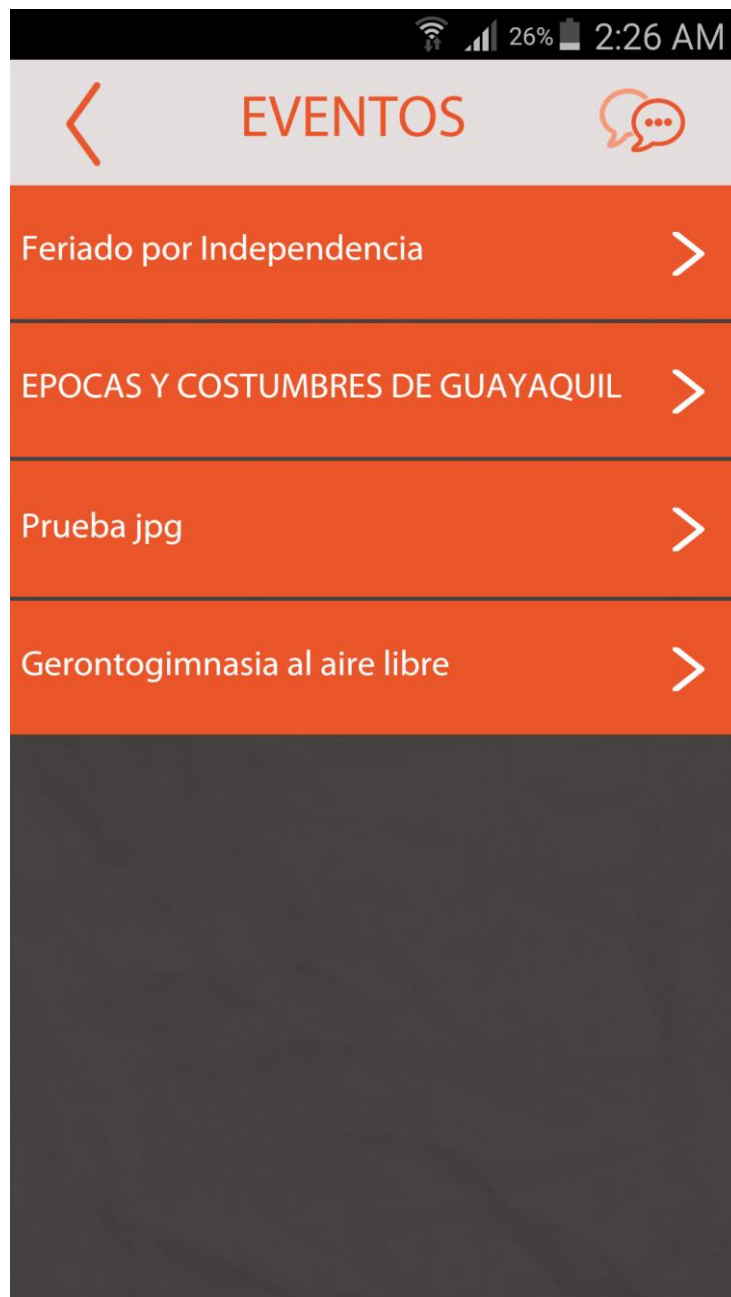 26% 2:26 AM
EVENTOS
Feriado por Independencia
EPOCAS Y COSTUMBRES DE GUAYAQUIL
Prueba jpg
Gerontogimnasia al aire libre